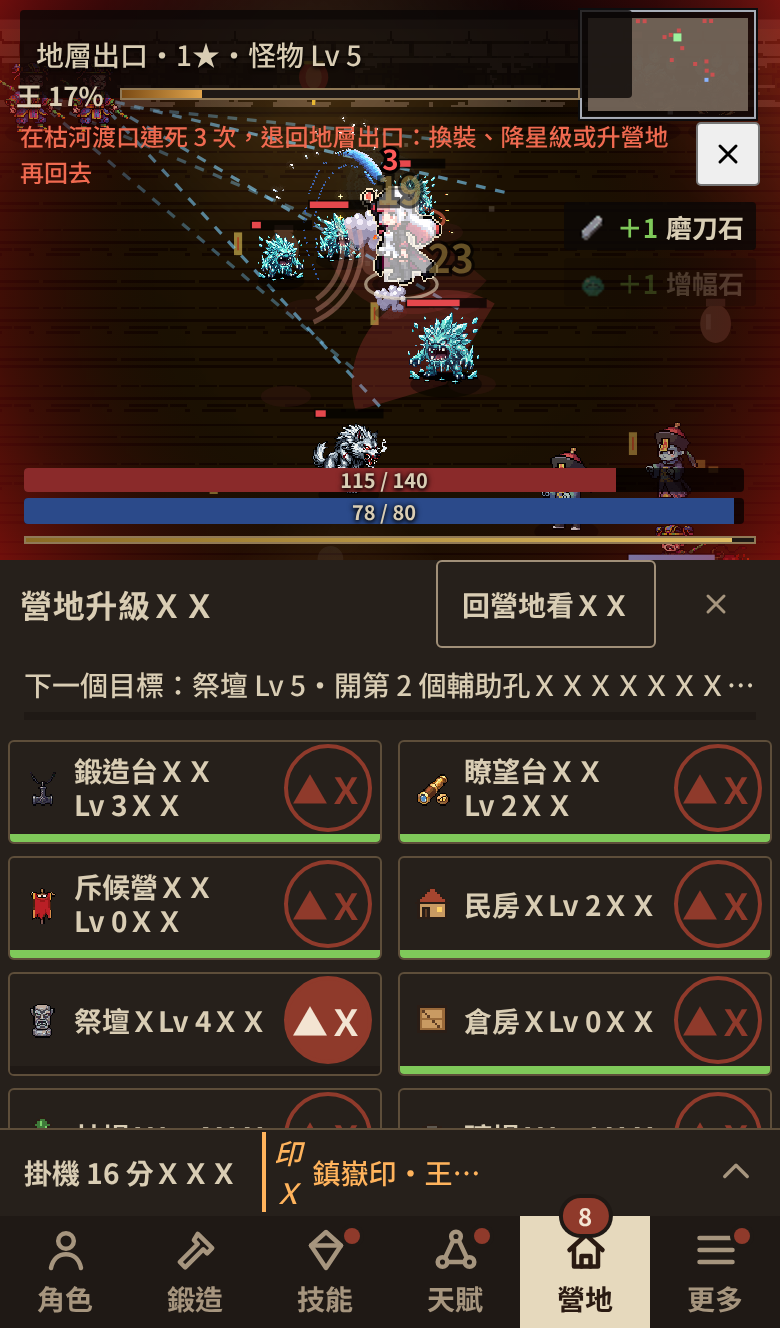 地層出口・1★・怪物 Lv 5
王 17%
在枯河渡口連死 3 次，退回地層出口：換裝、降星級或升營地
再回去
3
19
23
＋1 磨刀石
＋1 增幅石
115 / 140
78 / 80
營地升級ＸＸ
回營地看ＸＸ
下一個目標：祭壇 Lv 5・開第 2 個輔助孔ＸＸＸＸＸＸＸ…
鍛造台ＸＸ
Lv 3ＸＸ
▲X
瞭望台ＸＸ
Lv 2ＸＸ
▲X
斥候營ＸＸ
Lv 0ＸＸ
▲X
民房ＸLv 2ＸＸ
▲X
祭壇ＸLv 4ＸＸ
▲X
倉房ＸLv 0ＸＸ
▲X
掛機 16 分ＸＸＸ
印
X
鎮嶽印・王…
8
角色
鍛造
技能
天賦
營地
更多